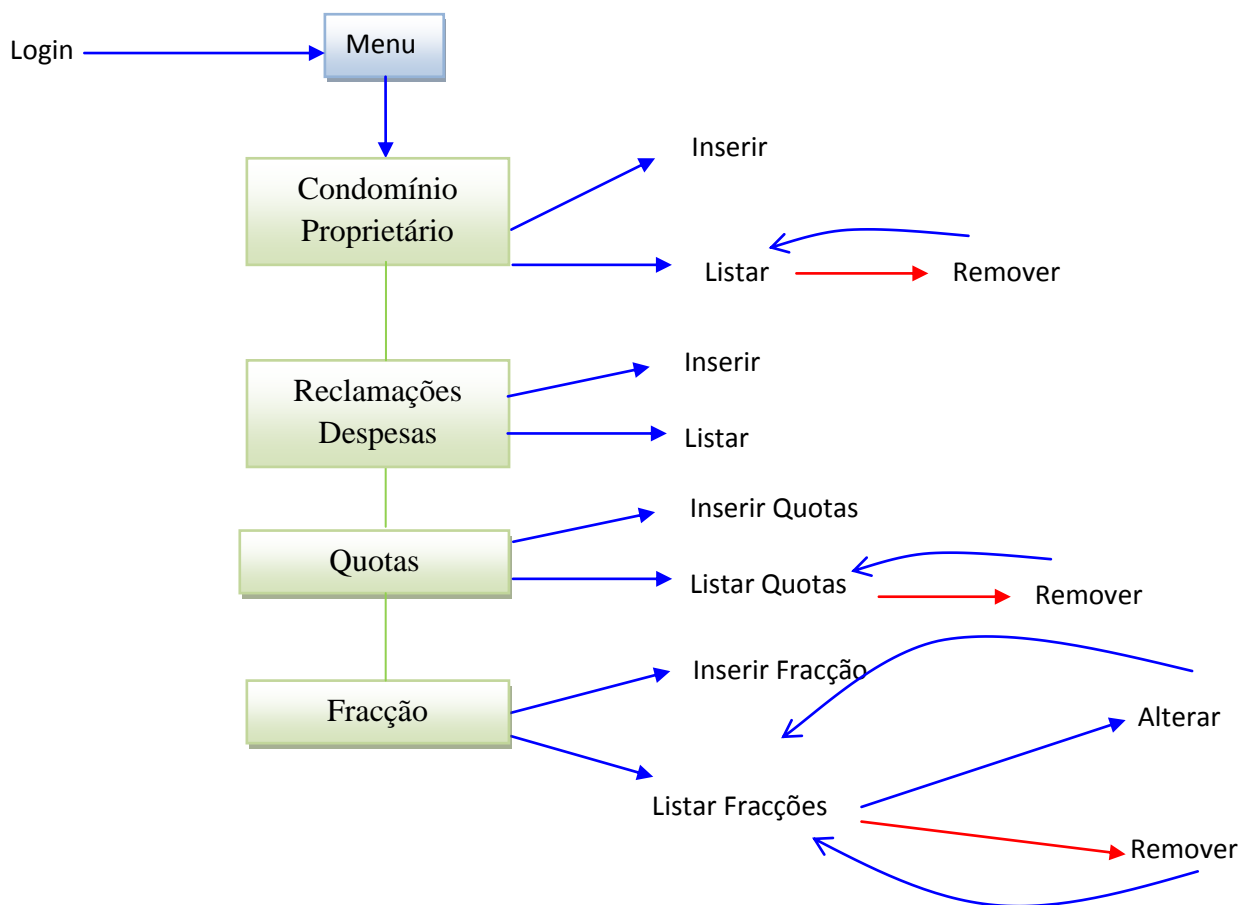 Login
Menu
Condomínio
Proprietário
Inserir
Listar
Remover
Reclamações
Despesas
Inserir
Listar
Quotas
Inserir Quotas
Listar Quotas
Remover
Fracção
Inserir Fracção
Listar Fracções
Alterar
Remover